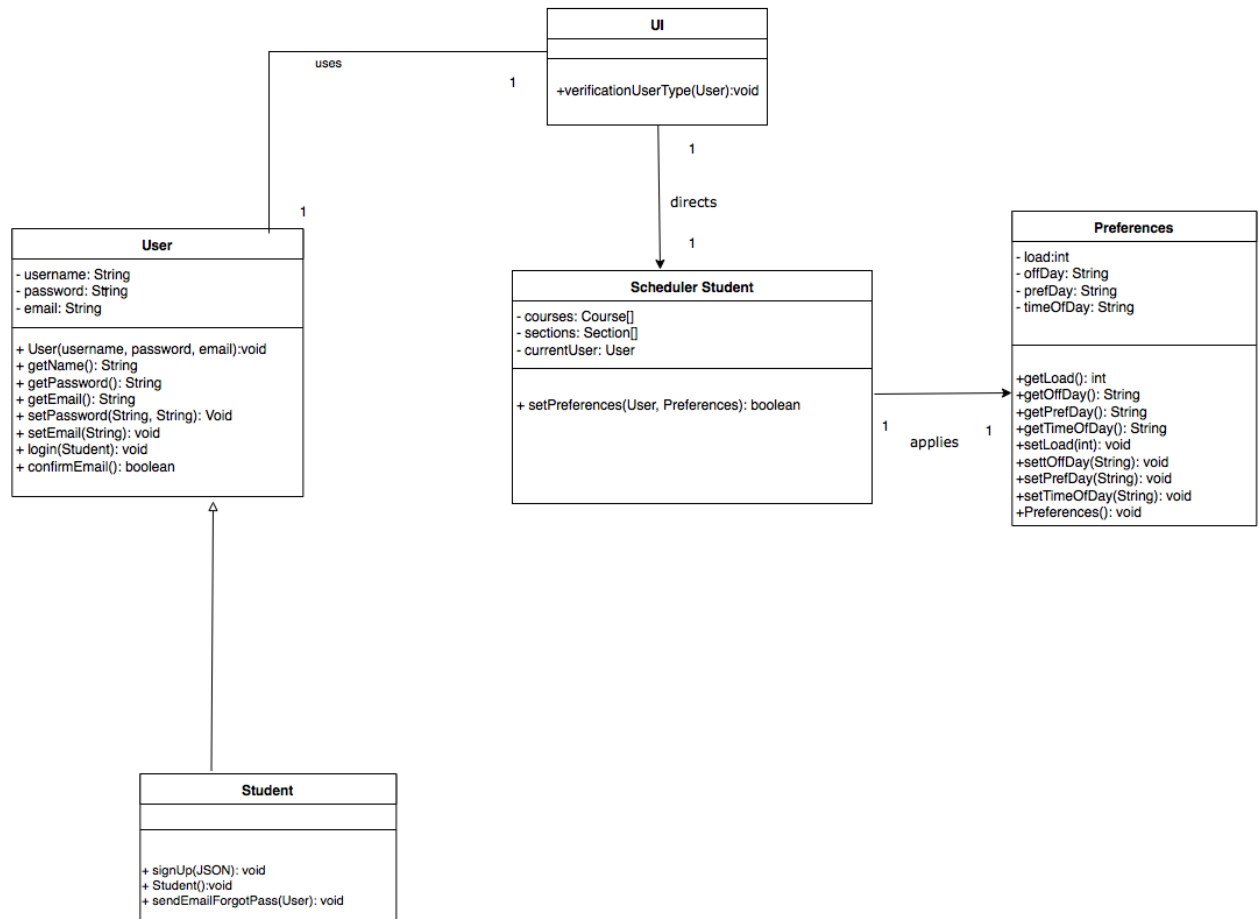 UI
+verificationUserType(User):void
uses
1
1
1
directs
1
User
- username: String
- password: String
- email: String
+ User(username, password, email):void
+ getName(): String
+ getPassword(): String
+ getEmail(): String
+ setPassword(String, String): Void
+ setEmail(String): void
+ login(Student): void
+ confirmEmail(): boolean
Scheduler Student
- courses: Course[]
- sections: Section[]
- currentUser: User
+ setPreferences(User, Preferences): boolean
1
applies
1
Preferences
- load:int
- offDay: String
- prefDay: String
- timeOfDay: String
+getLoad(): int
+getOffDay(): String
+getPrefDay(): String
+getTimeOfDay(): String
+setLoad(int): void
+settOffDay(String): void
+setPrefDay(String): void
+setTimeOfDay(String): void
+Preferences(): void
Student
+ signUp(JSON): void
+ Student():void
+ sendEmailForgotPass(User): void